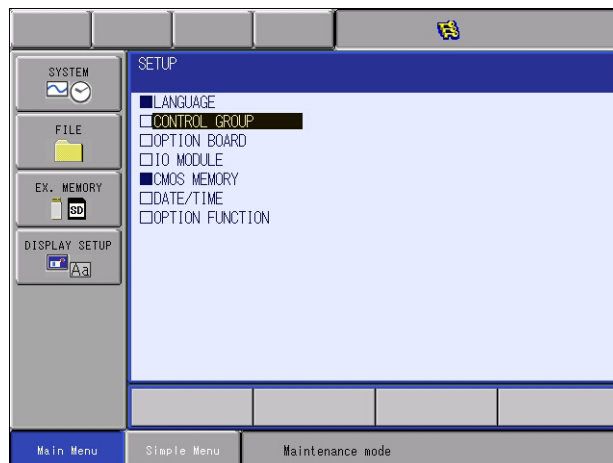 SYSTEM
FILE
EX. MEMORY
SD
DISPLAY SETUP
Aa
SETUP
LANGUAGE
CONTROL GROUP
OPTION BOARD
IO MODULE
CMOS MEMORY
DATE/TIME
OPTION FUNCTION
Main Menu
Simple Menu
Maintenance mode